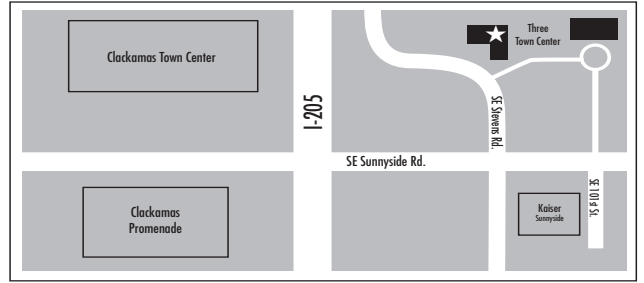 Clackamas Town Center
I-205
Three
Town Center
SE Stevens Rd.
SE Sunnyside Rd.
Clackamas
Promenade
Kaiser
Sunnyside
SE 101st St.